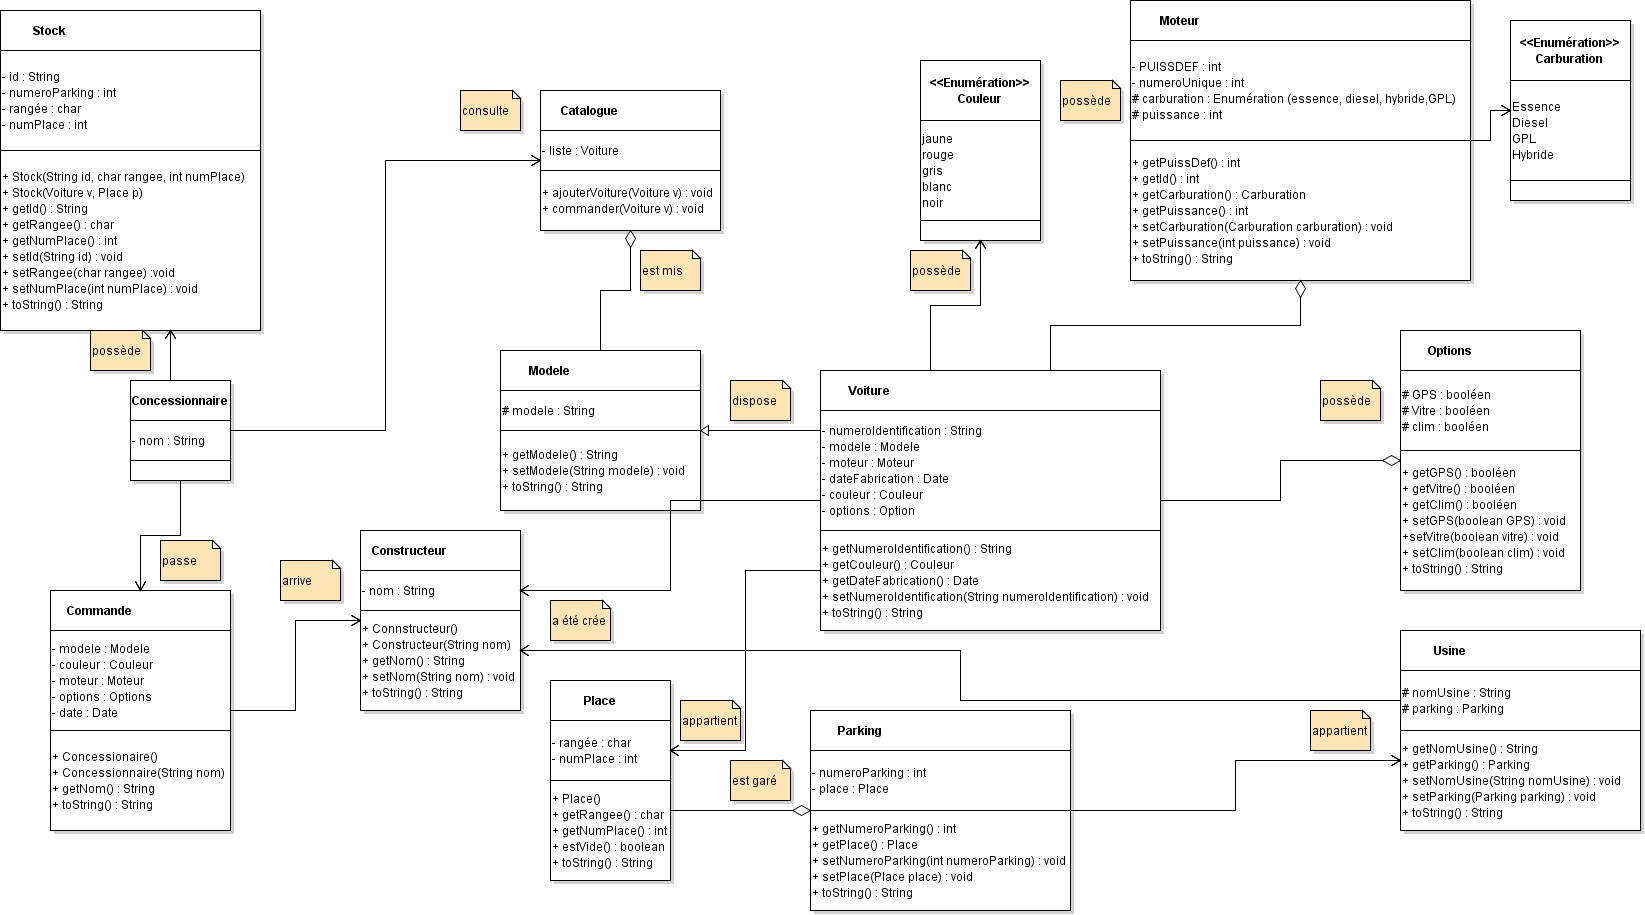 Stock
- id : String
- numeroParking : int
- rangée : char
- numPlace : int
+ Stock(String id, char rangee, int numPlace)
+ Stock(Voiture v, Place p)
+ getId() : String
+ getRangee() : char
+ getNumPlace() : int
+ setId(String id) : void
+ setRangee(char rangee) :void
+ setNumPlace(int numPlace) : void
+ toString() : String
possède
Concessionnaire
- nom : String
passe
Commande
- modele : Modele
- couleur : Couleur
- moteur : Moteur
- options : Options
- date : Date
+ Concessionaire()
+ Concessionnaire(String nom)
+ getNom() : String
+ toString() : String
arrive
consulte
Catalogue
- liste : Voiture
+ ajouterVoiture(Voiture v) : void
+ commander(Voiture v) : void
est mis
Modele
# modele : String
+ getModele() : String
+ setModele(String modele) : void
+ toString() : String
dispose
Constructeur
- nom : String
+ Connstructeur()
+ Constructeur(String nom)
+ getNom() : String
+ setNom(String nom) : void
+ toString() : String
a été crée
Place
- rangée : char
- numPlace : int
+ Place()
+ getRangee() : char
+ getNumPlace() : int
+ estVide() : boolean
+ toString() : String
appartient
est garé
<<Enumération>>
Couleur
jaune
rouge
gris
blanc
noir
possède
possède
Moteur
- PUISSDEF : int
- numeroUnique : int
# carburation : Enumération (essence, diesel, hybride,GPL)
# puissance : int
+ getPuissDef() : int
+ getId() : int
+ getCarburation() : Carburation
+ getPuissance() : int
+ setCarburation(Carburation carburation) : void
+ setPuissance(int puissance) : void
+ toString() : String
<<Enumération>>
Carburation
Essence
Diesel
GPL
Hybride
Voiture
- numeroIdentification : String
- modele : Modele
- moteur : Moteur
- dateFabrication : Date
- couleur : Couleur
- options : Option
+ getNumeroIdentification() : String
+ getCouleur() : Couleur
+ getDateFabrication() : Date
+ setNumeroIdentification(String numeroIdentification) : void
+ toString() : String
possède
Options
# GPS : booléen
# Vitre : booléen
# clim : booléen
+ getGPS() : booléen
+ getVitre() : booléen
+ getClim() : booléen
+ setGPS(boolean GPS) : void
+setVitre(boolean vitre) : void
+ setClim(boolean clim) : void
+ toString() : String
Parking
- numeroParking : int
- place : Place
+ getNumeroParking() : int
+ getPlace() : Place
+ setNumeroParking(int numeroParking) : void
+ setPlace(Place place) : void
+ toString() : String
appartient
Usine
# nomUsine : String
# parking : Parking
+ getNomUsine() : String
+ getParking() : Parking
+ setNomUsine(String nomUsine) : void
+ setParking(Parking parking) : void
+ toString() : String